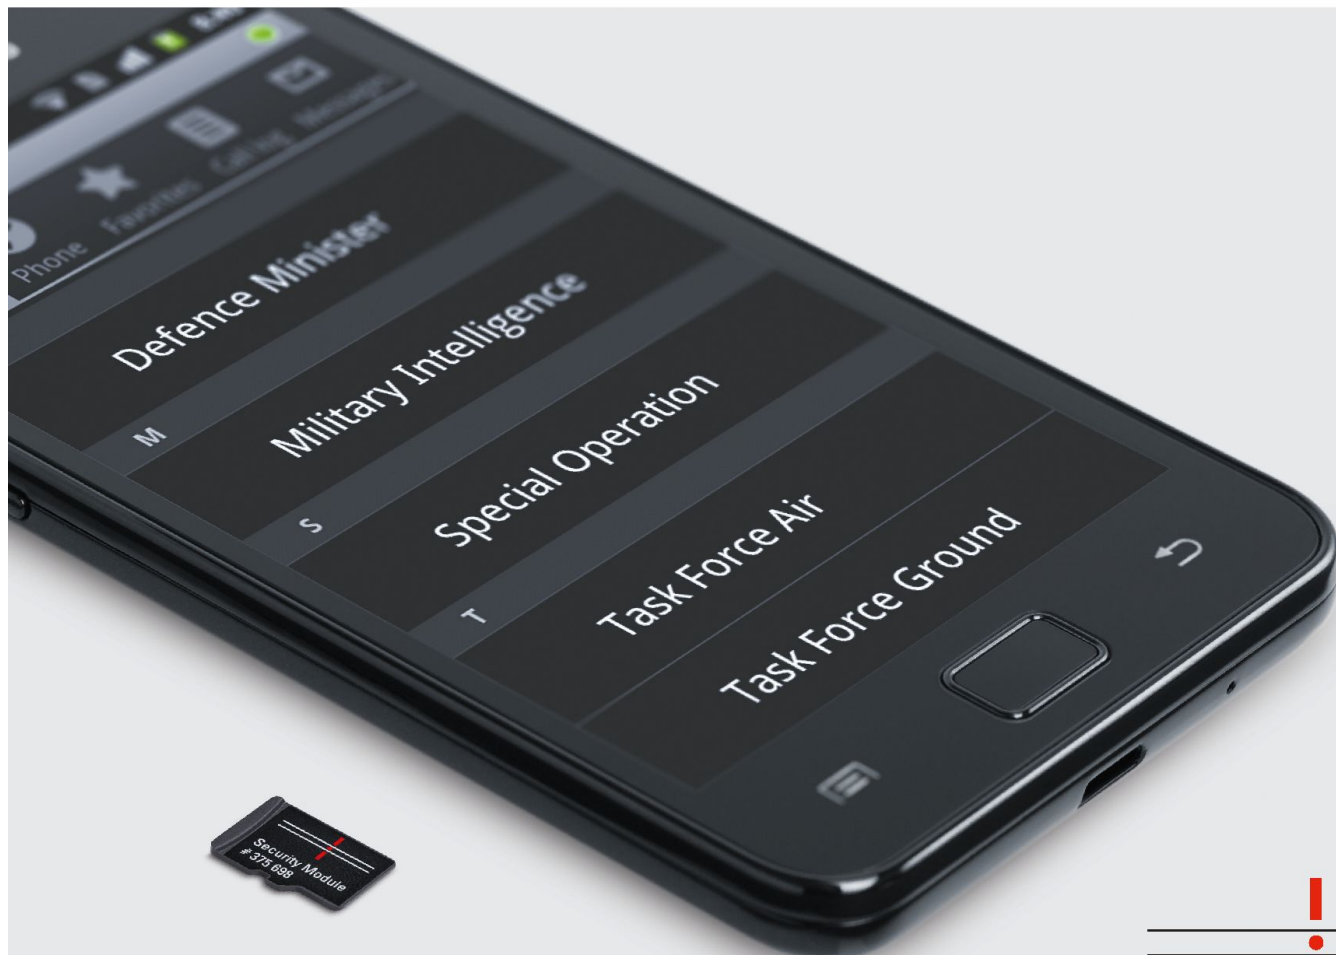 Phone
Favorites
Call log
Messages
Defence Minister
M
Military Intelligence
S
Special Operation
T
Task Force Air
Task Force Ground
Security Module
# 375 698